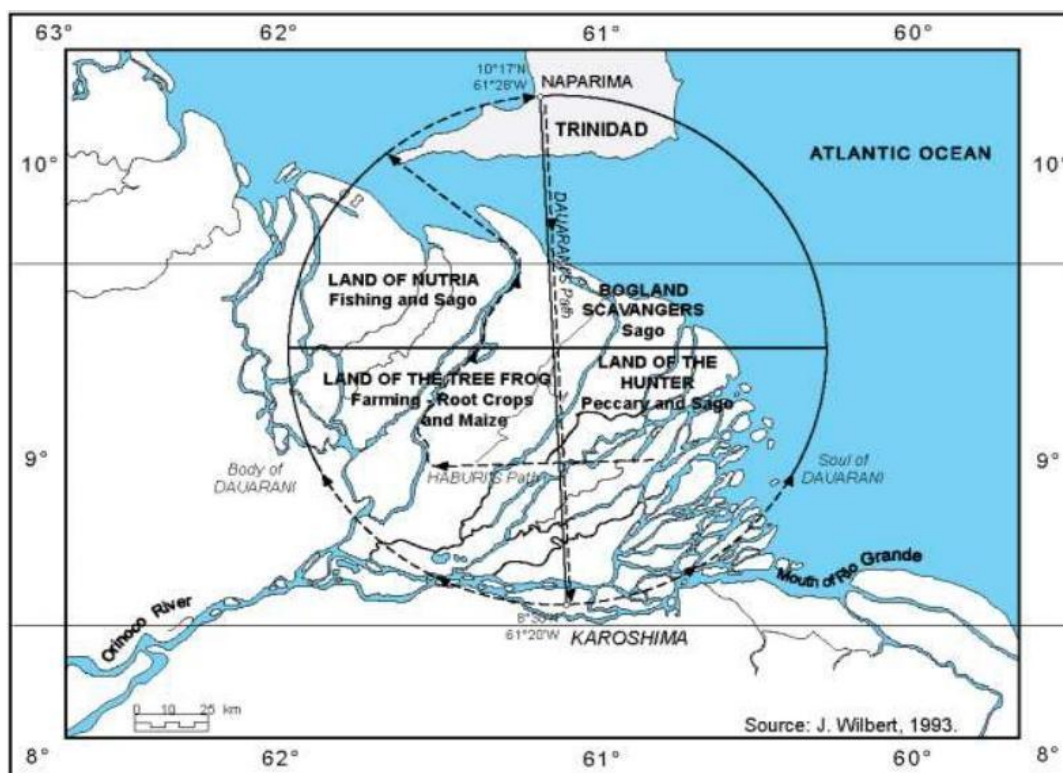 63°
62°
61°
60°
10°17'N
61°28'W
NAPARIMA
TRINIDAD
10°
ATLANTIC OCEAN
10°
DAUARANI'S Path
LAND OF NUTRIA
Fishing and Sago
BOGLAND
SCAVANGERS
Sago
LAND OF THE TREE FROG
Farming - Root Crops
and Maize
LAND OF THE
HUNTER
Peccary and Sago
9°
Body of
DAUARANI
HABURI'S Path
Soul of
DAUARANI
9°
Orinoco River
Mouth of Rio Grande
61°20'W
KAROSHIMA
0 10 25
km
Source: J. Wilbert, 1993.
8°
62°
61°
60°
8°